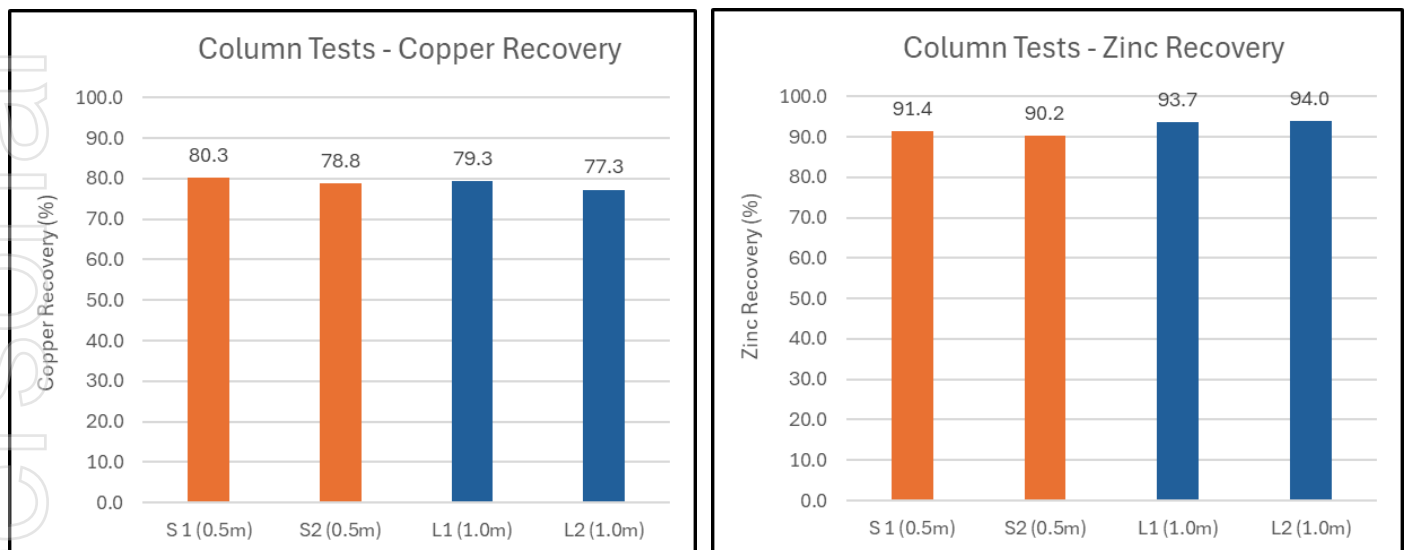 Column Tests - Copper Recovery
Copper Recovery (%)
100.0
90.0
80.0
70.0
60.0
50.0
40.0
30.0
20.0
10.0
0.0
80.3
78.8
79.3
77.3
S 1 (0.5m)
S2 (0.5m)
L1 (1.0m)
L2 (1.0m)
Column Tests - Zinc Recovery
Zinc Recovery (%)
100.0
90.0
80.0
70.0
60.0
50.0
40.0
30.0
20.0
10.0
0.0
91.4
90.2
93.7
94.0
S 1 (0.5m)
S2 (0.5m)
L1 (1.0m)
L2 (1.0m)